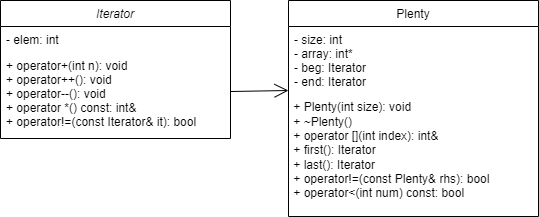 Iterator
- elem: int
+ operator+(int n): void
+ operator++(): void
+ operator--(): void
+ operator *() const: int&
+ operator!=(const Iterator& it): bool
Plenty
- size: int
- array: int*
- beg: Iterator
- end: Iterator
+ Plenty(int size): void
+ ~Plenty()
+ operator [](int index): int&
+ first(): Iterator
+ last(): Iterator
+ operator!=(const Plenty& rhs): bool
+ operator<(int num) const: bool